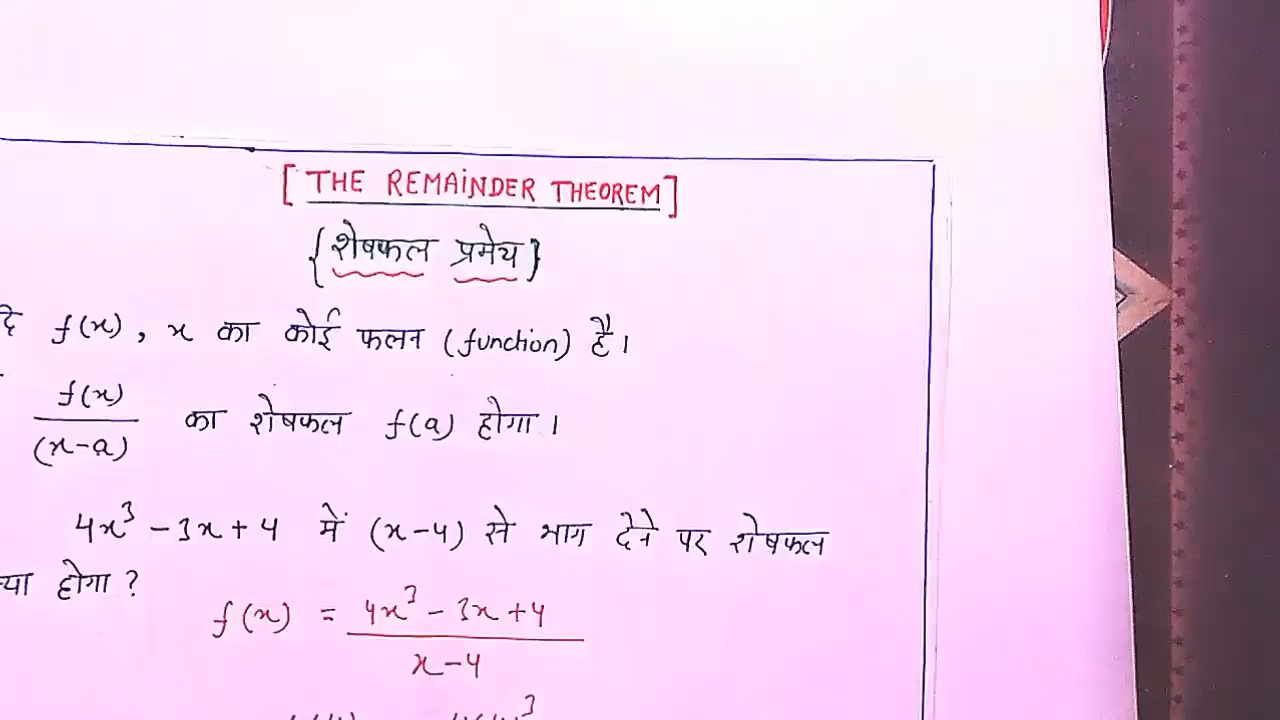 [ THE REMAINDER THEOREM ]
{ शेषफल प्रमेय }
f(x) , x का कोई फलन (function) है।
f(x)
(x-a)
का शेषफल f(a) होगा।
4x³ - 3x + 4 में (x-4) से भाग देने पर शेषफल
होगा ?
f(x) = 4x³ - 3x + 4
x-4